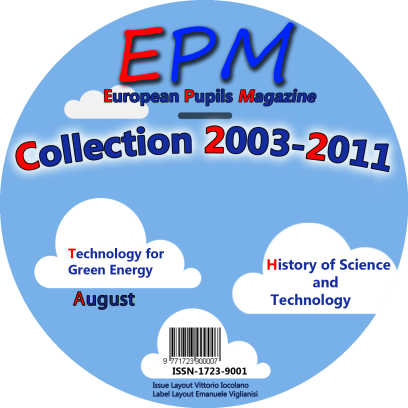 EPM
European Pupils Magazine
Collection 2003-2011
Technology for
Green Energy
August
History of Science
and
Technology
9 771723 900007
ISSN-1723-9001
Issue Layout Vittorio Iocolano
Label Layout Emanuele Viglianisi